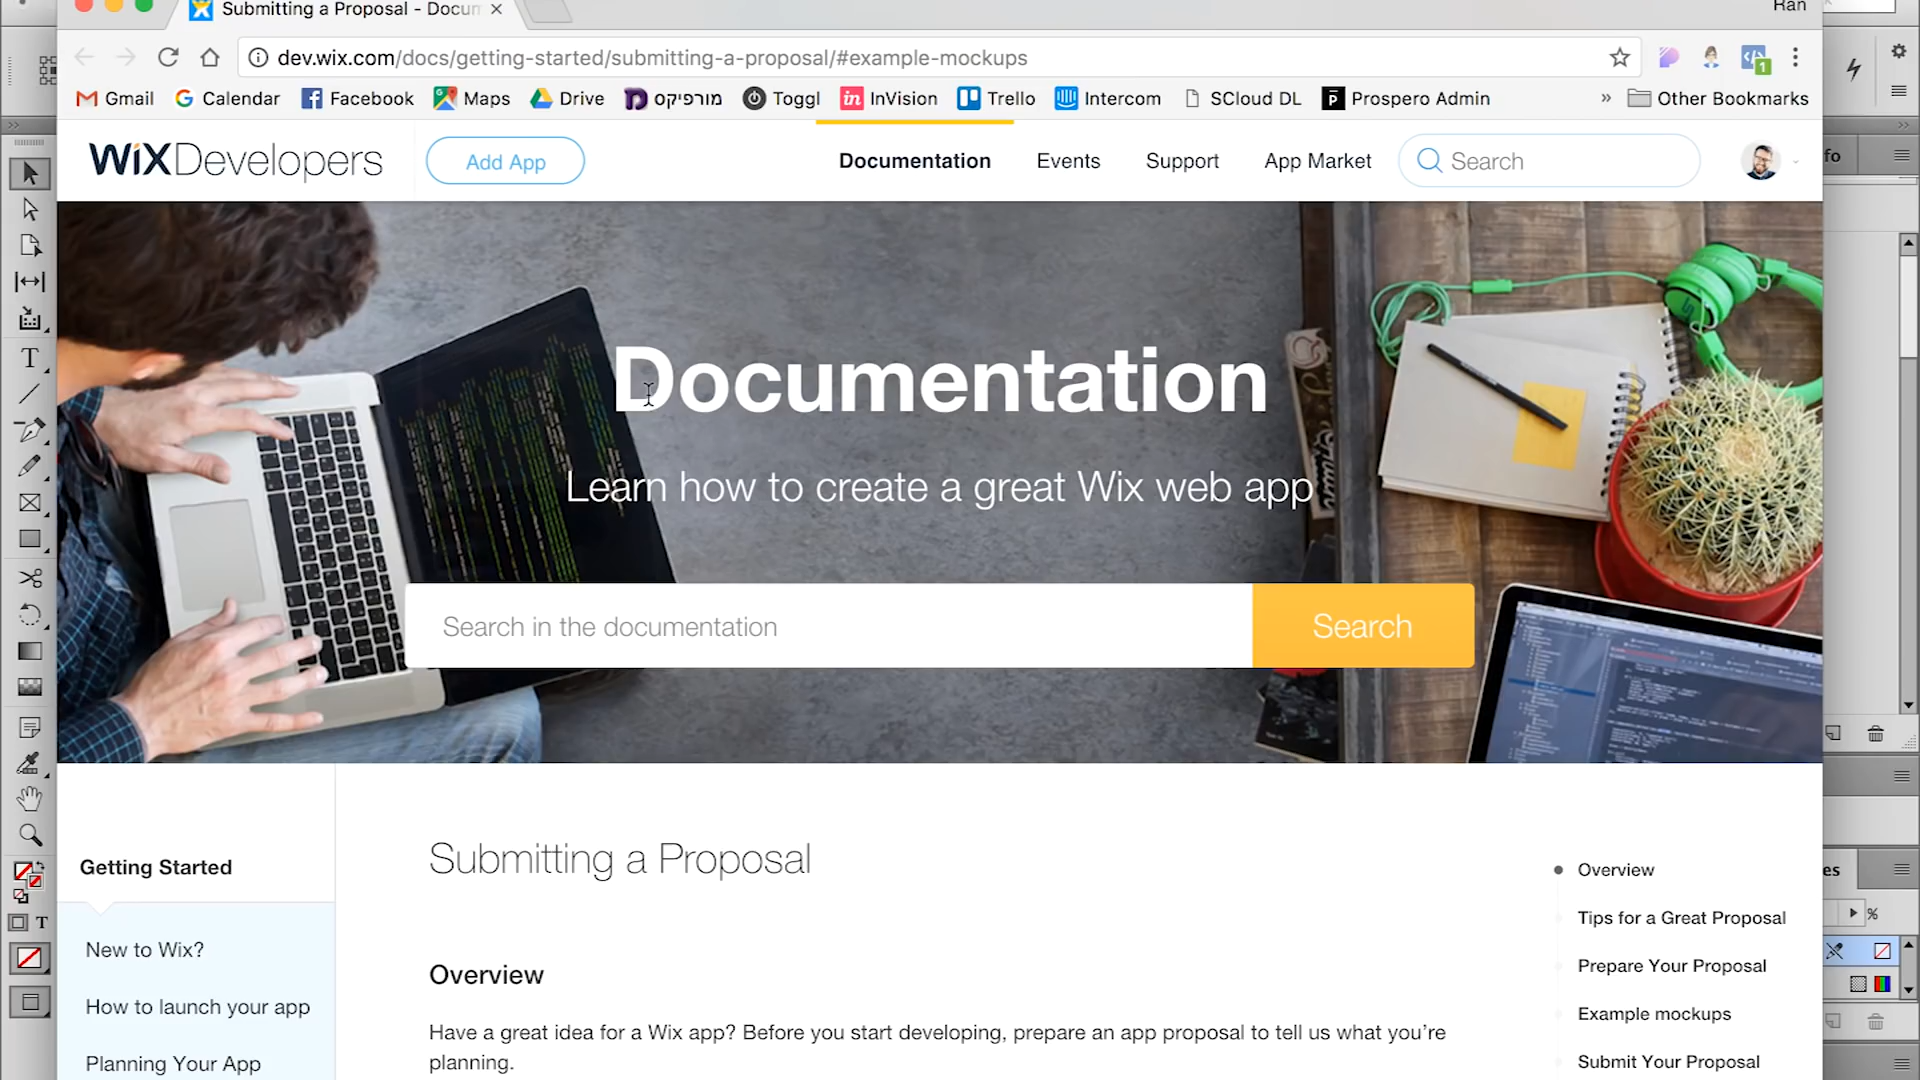 Submitting a Proposal - Docum
Ran
dev.wix.com/docs/getting-started/submitting-a-proposal/#example-mockups
Gmail Calendar Facebook Maps Drive מורפיקס Toggl InVision Trello Intercom SCloud DL Prospero Admin » Other Bookmarks
WiXDevelopers Add App Documentation Events Support App Market Search
Documentation
Learn how to create a great Wix web app
Search in the documentation Search
Submitting a Proposal
Getting Started
New to Wix?
How to launch your app
Planning Your App
Overview
Have a great idea for a Wix app? Before you start developing, prepare an app proposal to tell us what you’re
planning.
Overview
Tips for a Great Proposal
Prepare Your Proposal
Example mockups
Submit Your Proposal
fo
es
%